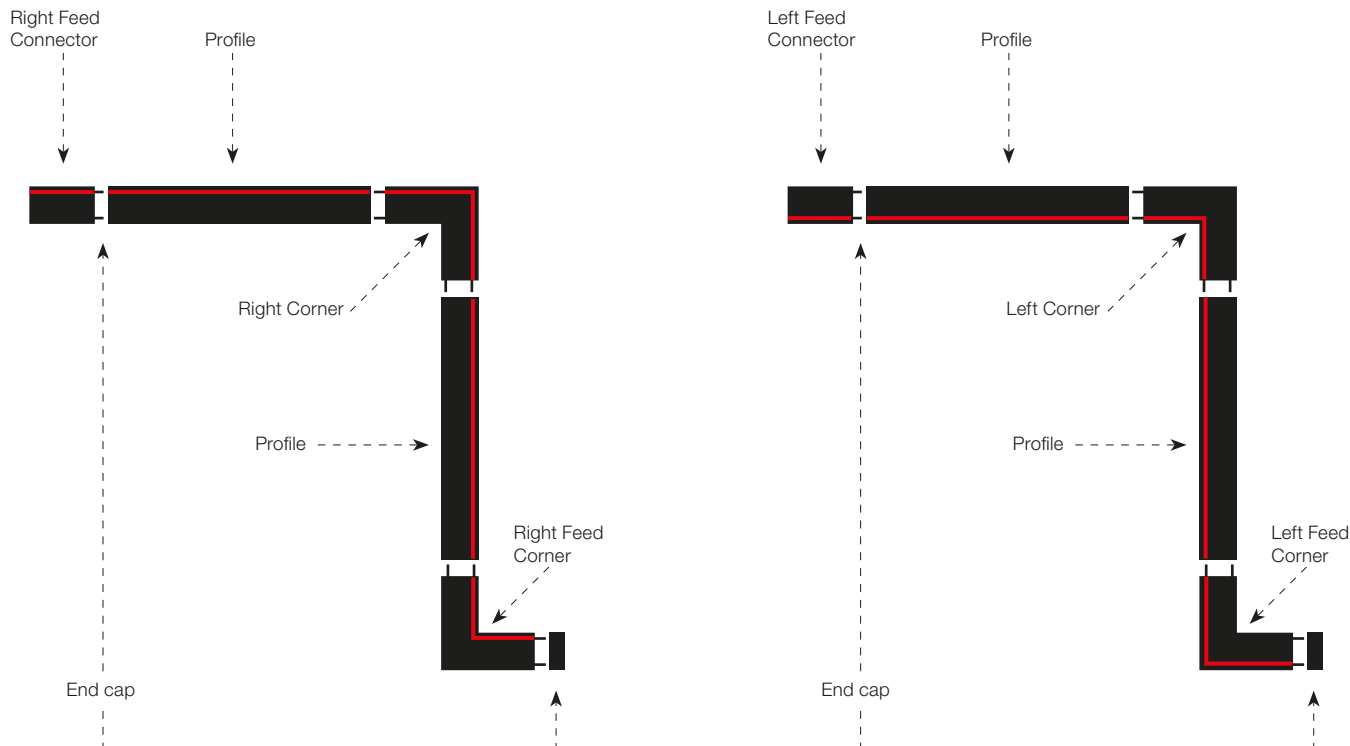 Right Feed
Connector
Profile
Right Corner
Profile
Right Feed
Corner
End cap
Left Feed
Connector
Profile
Left Corner
Profile
Left Feed
Corner
End cap